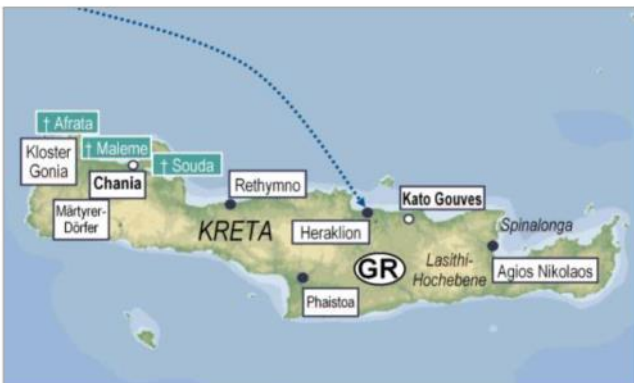 † Afrata
† Maleme
Kloster
Gonia
† Souda
Chania
Märtyrer-
Dörfer
Rethymno
KRETA
Heraklion
Kato Gouves
Spinalonga
GR
Lasithi-
Hochebene
Agios Nikolaos
Phaistoa